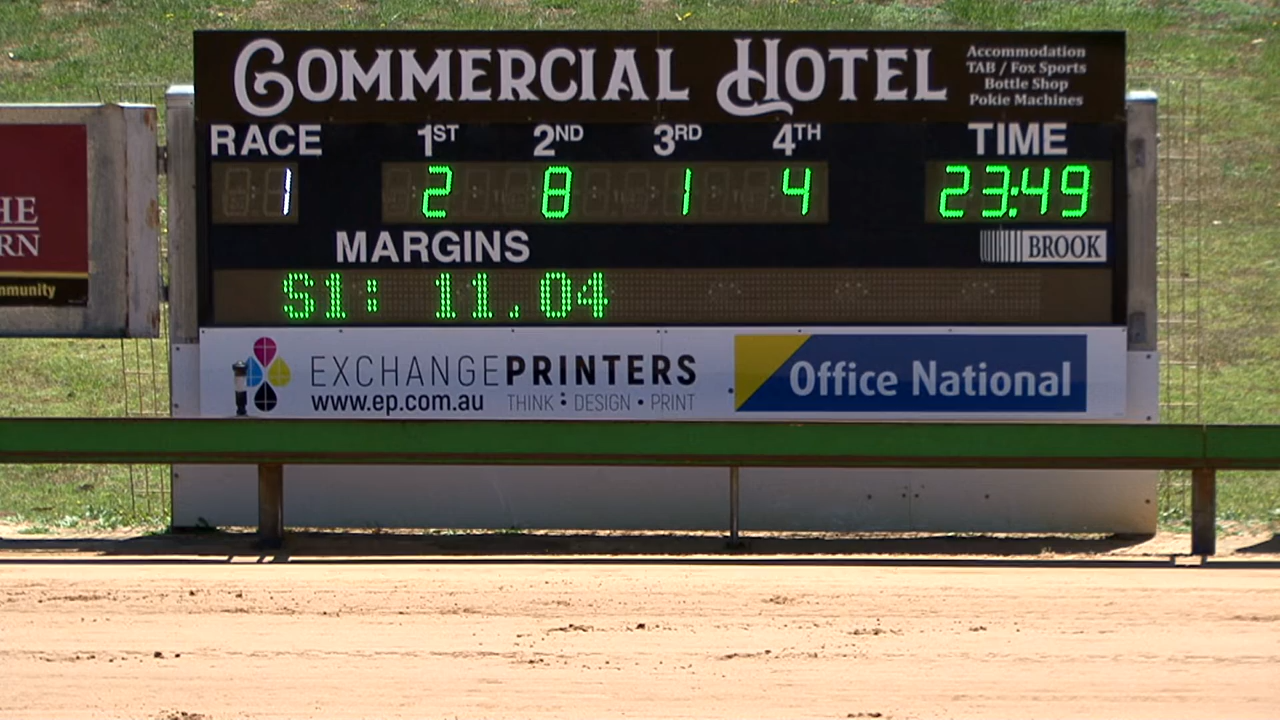 COMMERCIAL HOTEL
Accommodation
TAB / Fox Sports
Bottle Shop
Pokie Machines
RACE 1ST 2ND 3RD 4TH TIME
1 2 8 1 4 23:49
MARGINS
BROOK
S1: 11.04
HE
RN
mmunity
EXCHANGEPRINTERS
www.ep.com.au THINK • DESIGN • PRINT
Office National